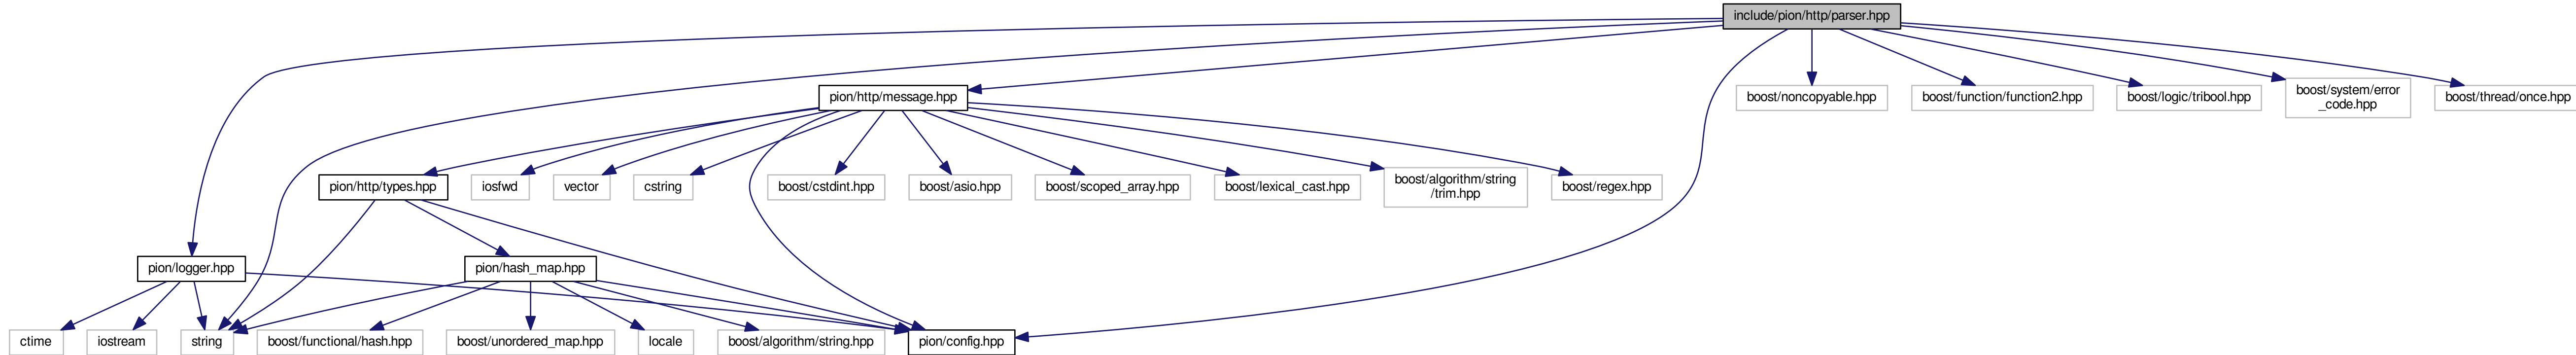 include/pion/http/parser.hpp
pion/http/message.hpp
boost/noncopyable.hpp
boost/function/function2.hpp
boost/logic/tribool.hpp
boost/system/error
_code.hpp
boost/thread/once.hpp
pion/http/types.hpp
iosfwd
vector
cstring
boost/cstdint.hpp
boost/asio.hpp
boost/scoped_array.hpp
boost/lexical_cast.hpp
boost/algorithm/string
/trim.hpp
boost/regex.hpp
pion/logger.hpp
pion/hash_map.hpp
ctime
iostream
string
boost/functional/hash.hpp
boost/unordered_map.hpp
locale
boost/algorithm/string.hpp
pion/config.hpp